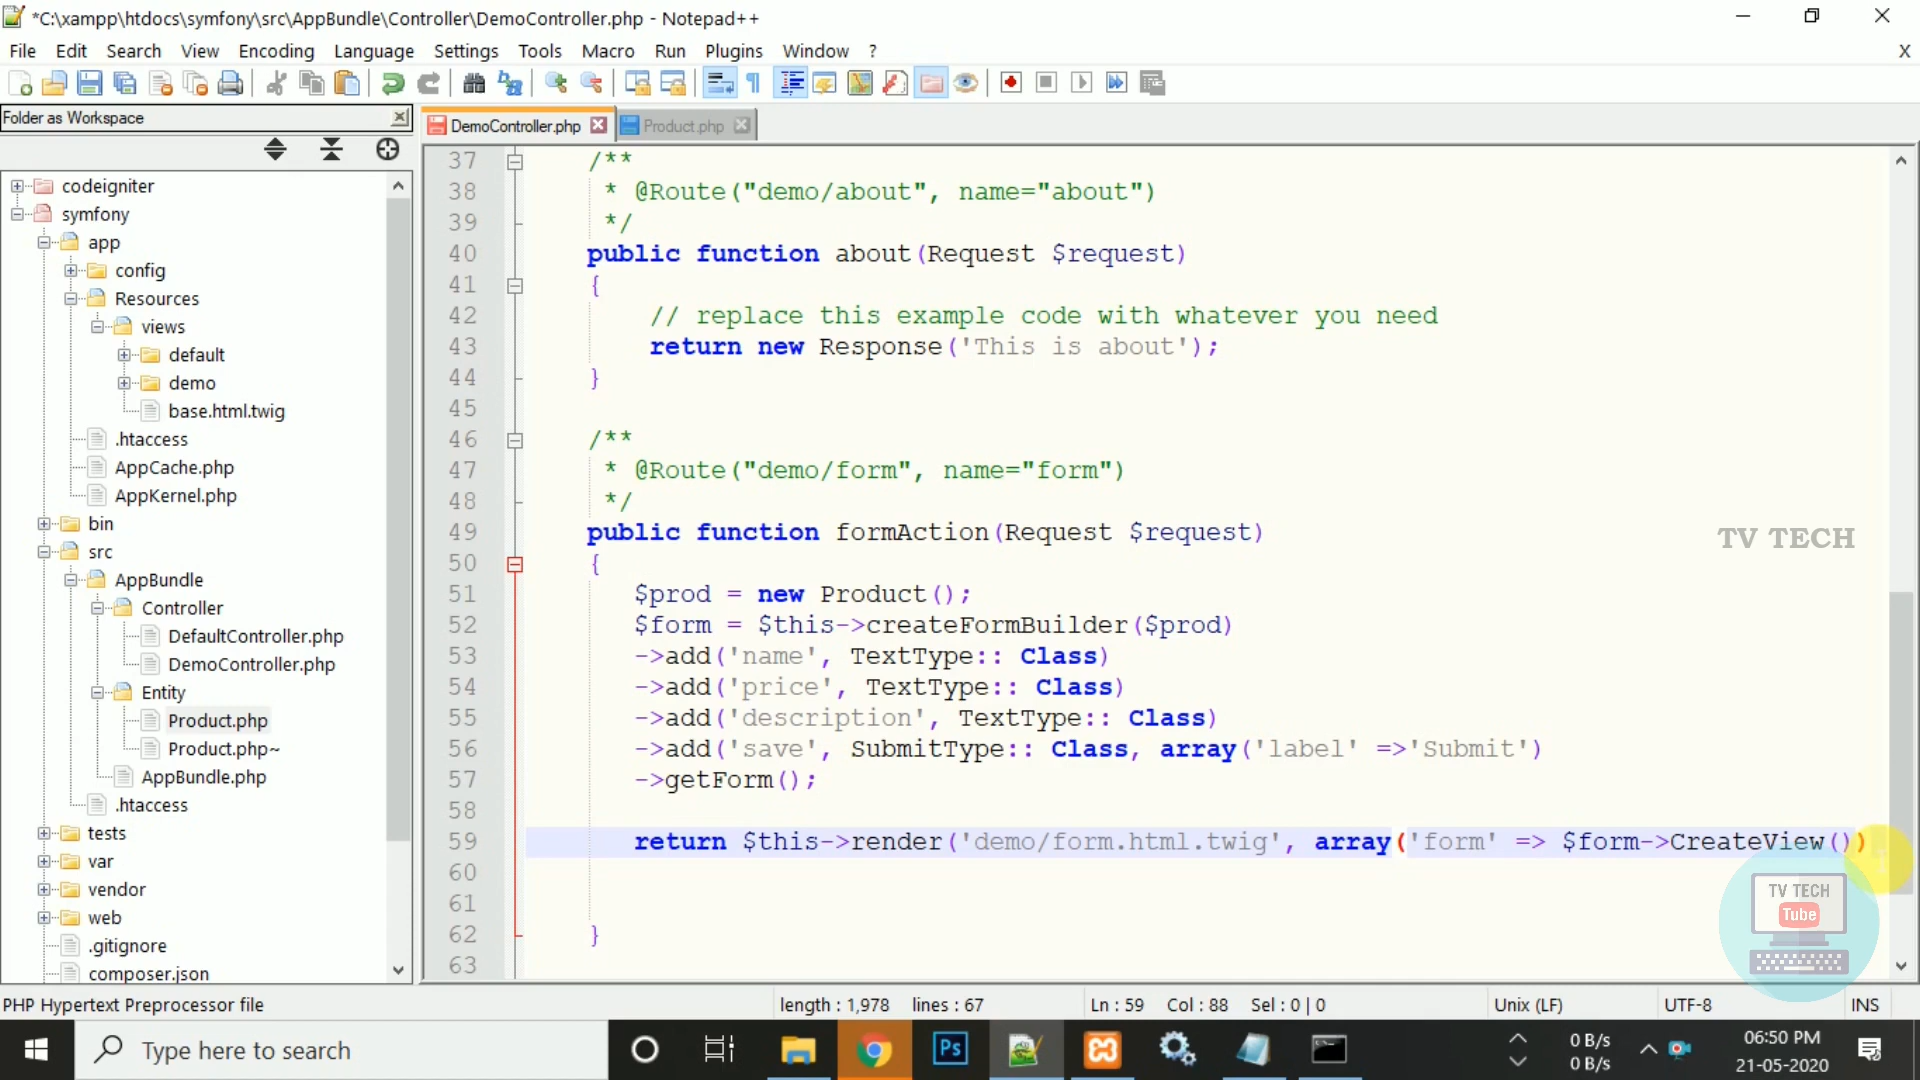 *C:\xampp\htdocs\symfony\src\AppBundle\Controller\DemoController.php - Notepad++
File Edit Search View Encoding Language Settings Tools Macro Run Plugins Window ? X
Folder as Workspace
DemoController.php Product.php
codeigniter
symfony
app
config
Resources
views
default
demo
base.html.twig
.htaccess
AppCache.php
AppKernel.php
bin
src
AppBundle
Controller
DefaultController.php
DemoController.php
Entity
Product.php
Product.php~
AppBundle.php
.htaccess
tests
var
vendor
web
.gitignore
composer.json
37 /**
38 * @Route("demo/about", name="about")
39 */
40 public function about(Request $request)
41 {
42 // replace this example code with whatever you need
43 return new Response('This is about');
44 }
45
46 /**
47 * @Route("demo/form", name="form")
48 */
49 public function formAction(Request $request)
50 {
51 $prod = new Product();
52 $form = $this->createFormBuilder($prod)
53 ->add('name', TextType:: Class)
54 ->add('price', TextType:: Class)
55 ->add('description', TextType:: Class)
56 ->add('save', SubmitType:: Class, array('label' =>'Submit')
57 ->getForm();
58
59 return $this->render('demo/form.html.twig', array('form' => $form->CreateView())
60
61
62 }
63
TV TECH
TV TECH
Tube
PHP Hypertext Preprocessor file length : 1,978 lines : 67 Ln : 59 Col : 88 Sel : 0 | 0 Unix (LF) UTF-8 INS
Type here to search
Ps
0 B/s
0 B/s
06:50 PM
21-05-2020